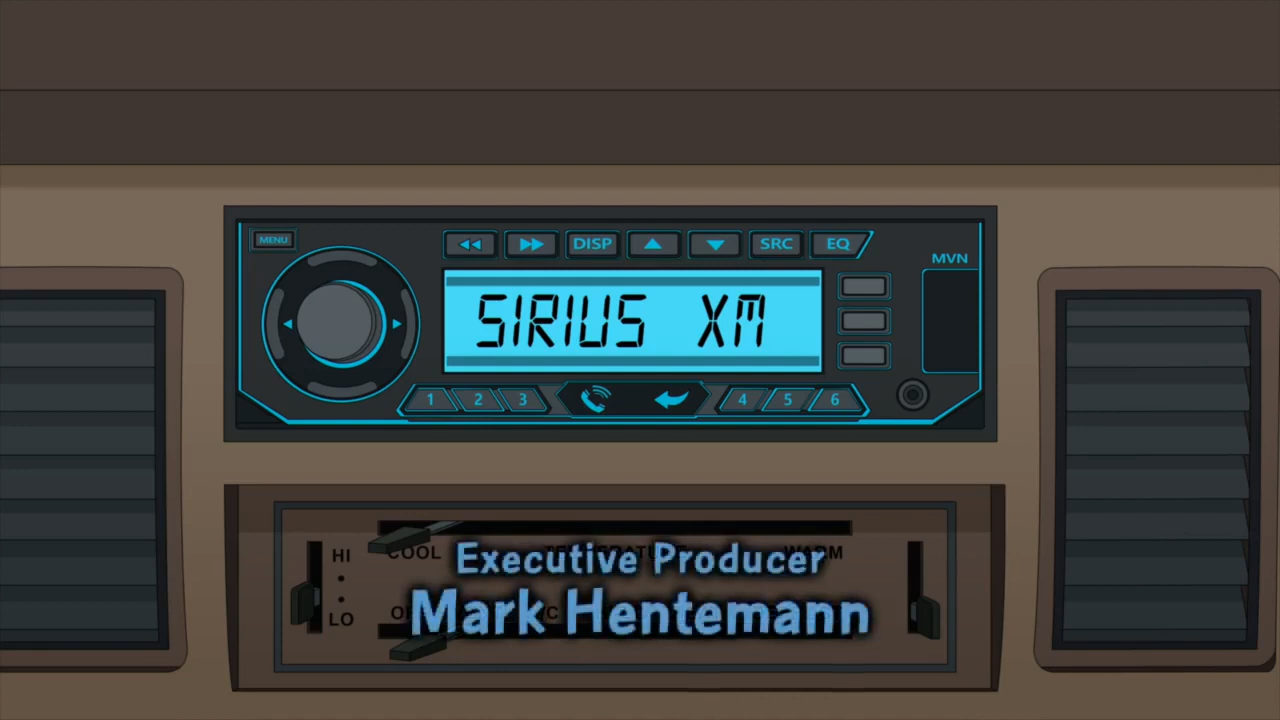 MENU
DISP
SRC
EQ
MVN
SIRIUS XM
1
2
3
4
5
6
HI
COOL
WARM
Executive Producer
LO
Mark Hentemann